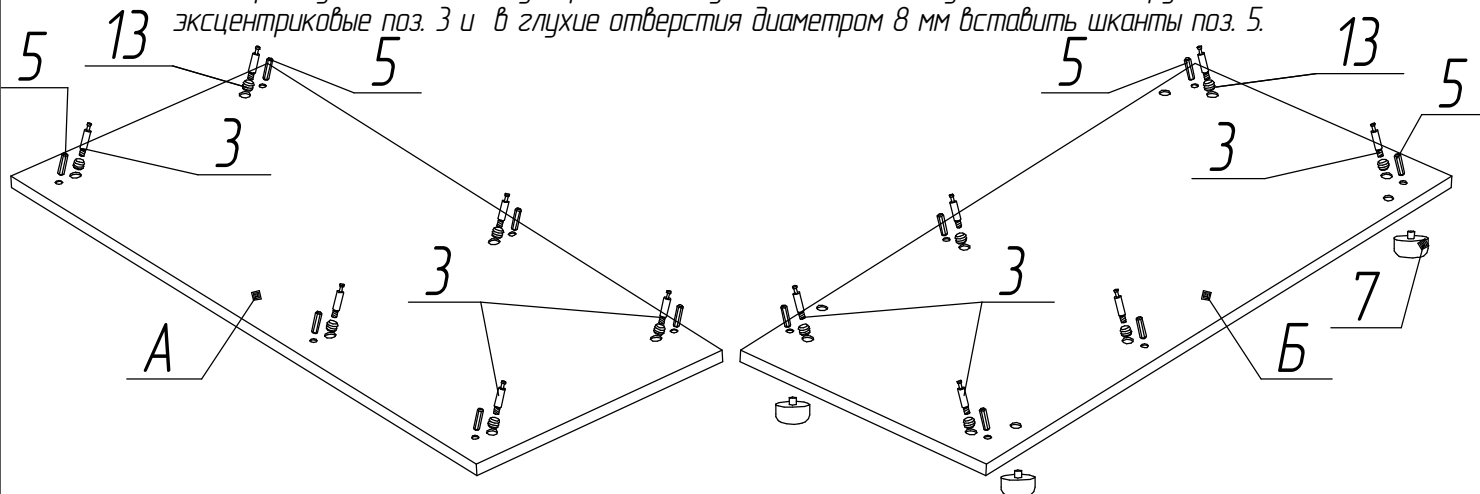 эксцентриковые поз. 3 и в глухие отверстия диаметром 8 мм вставить шканты поз. 5.
13 5 5 13
5 5
3 3
3 3
7
А Б